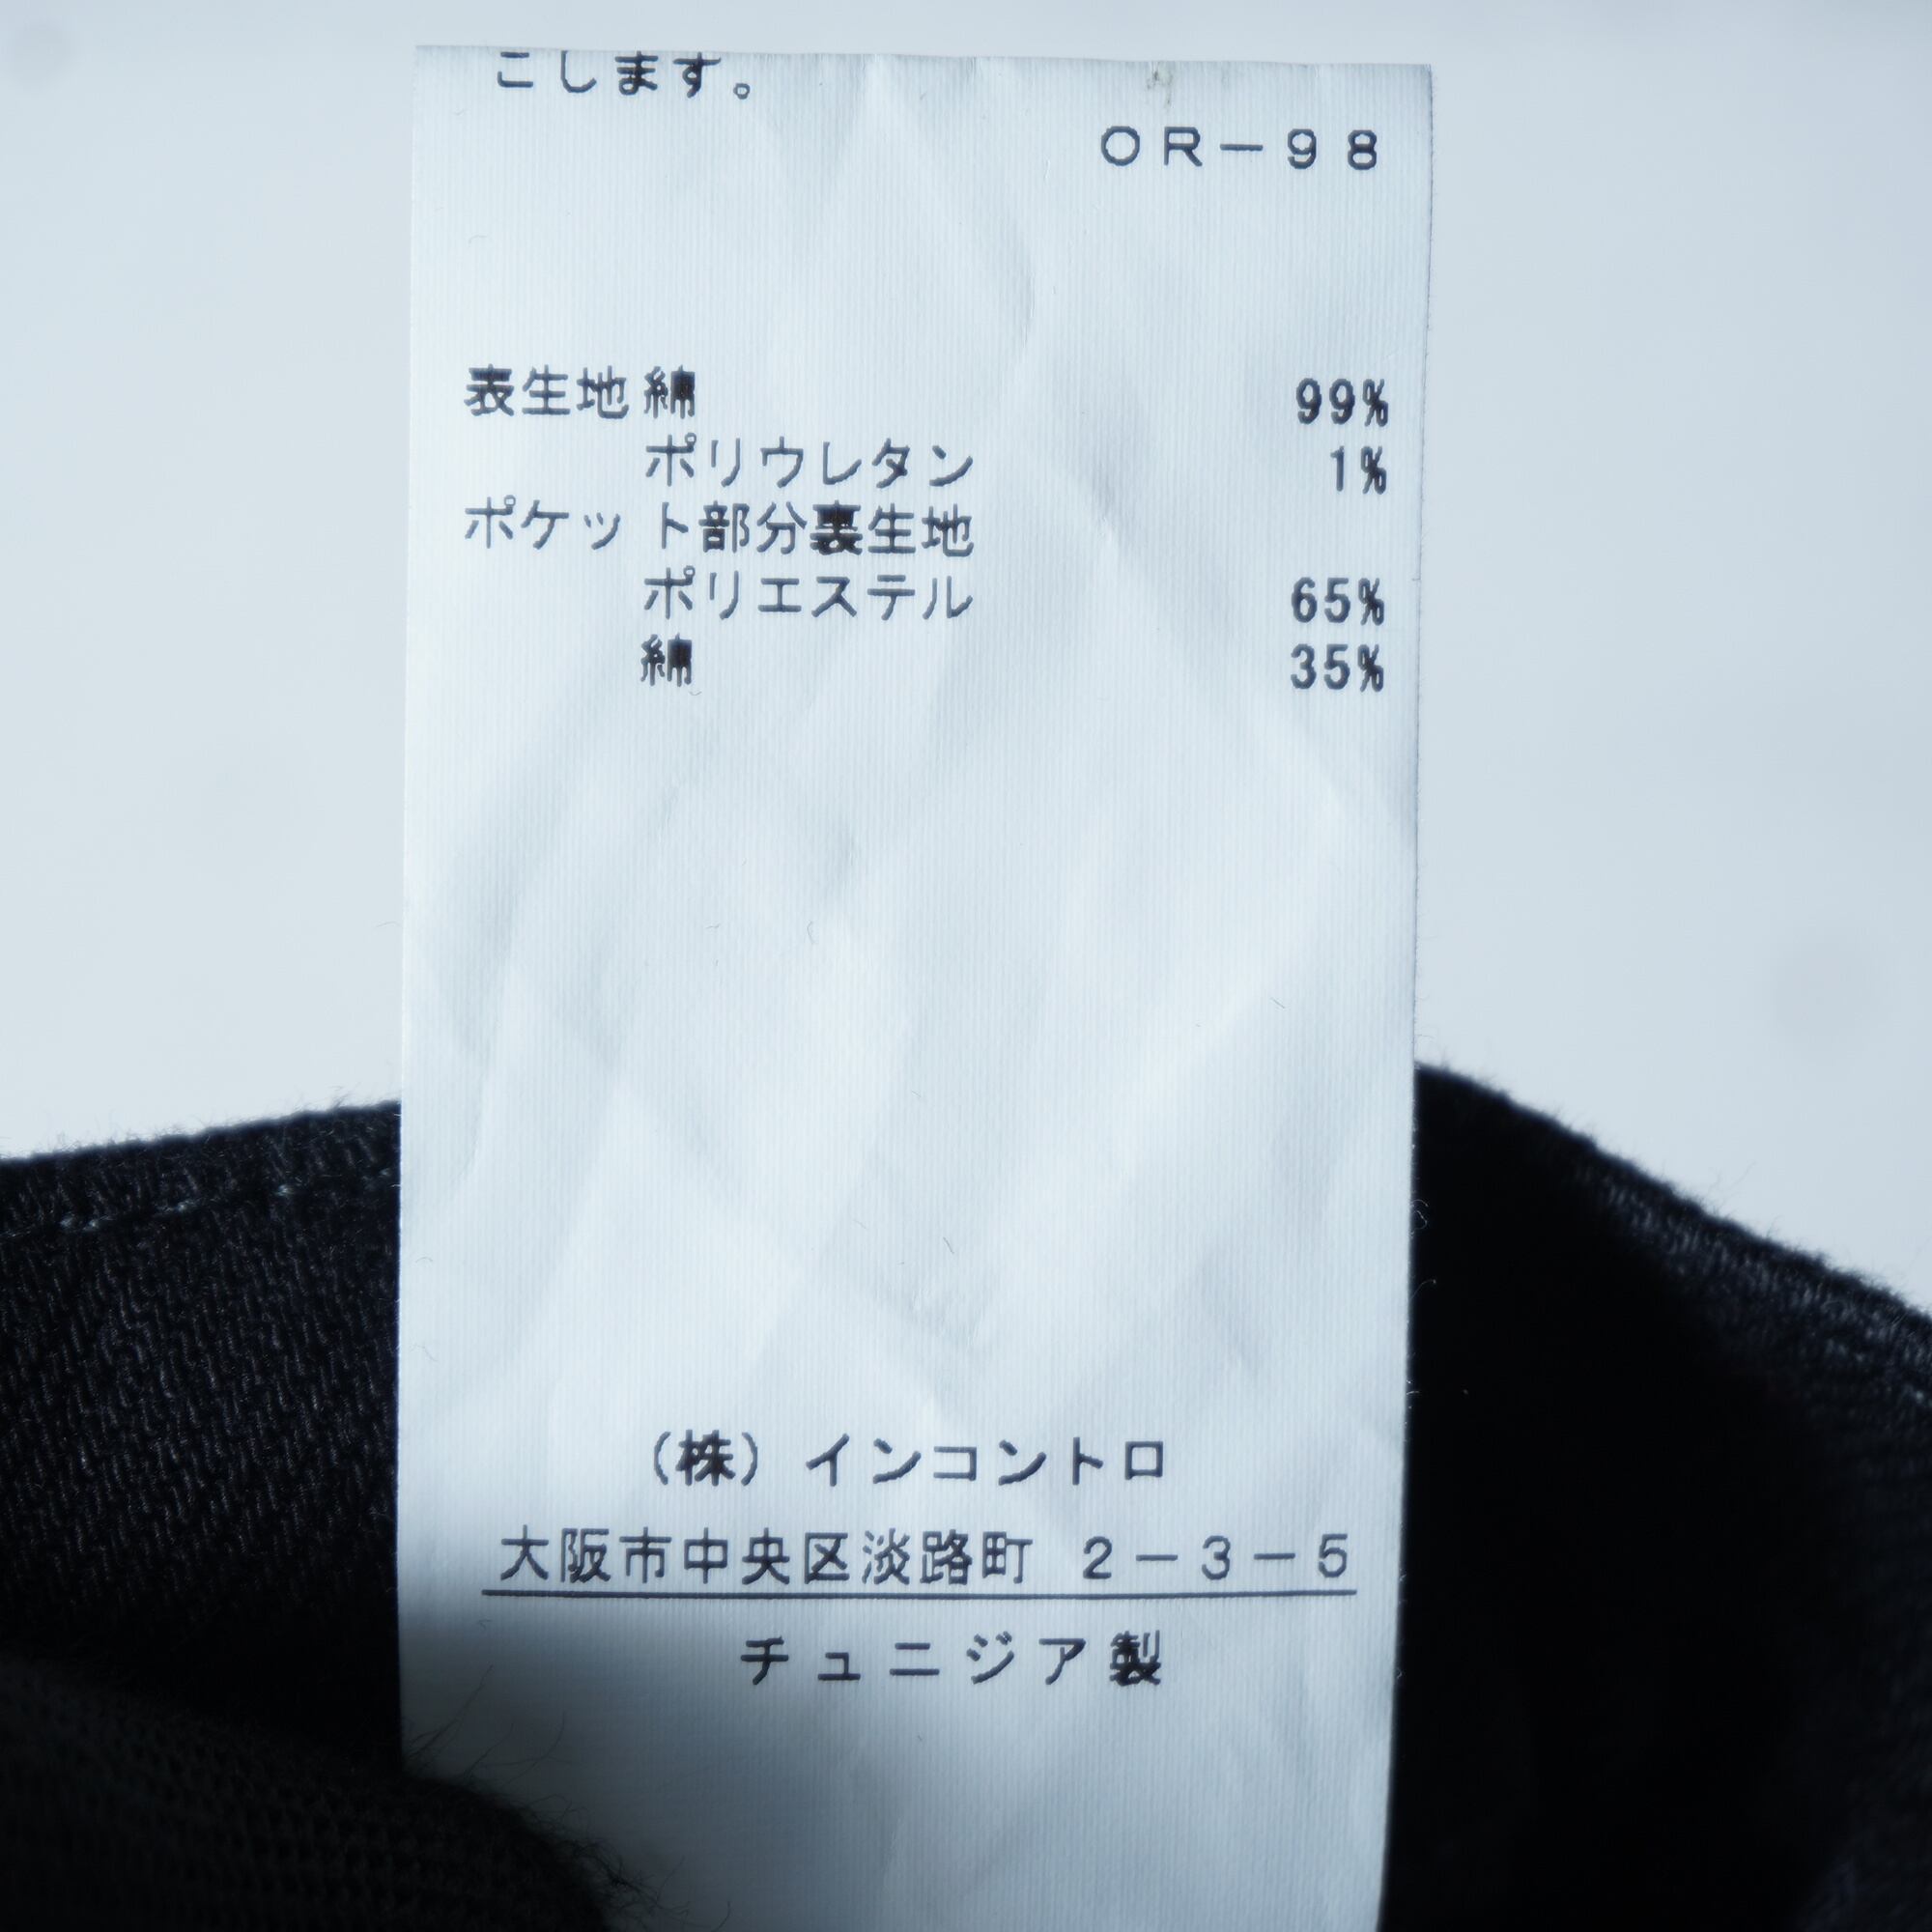 こします。
OR-98
表生地 綿 99%
ポリウレタン 1%
ポケット部分裏生地
ポリエステル 65%
綿 35%
(株)インコントロ
大阪市中央区淡路町 2-3-5
チュニジア製